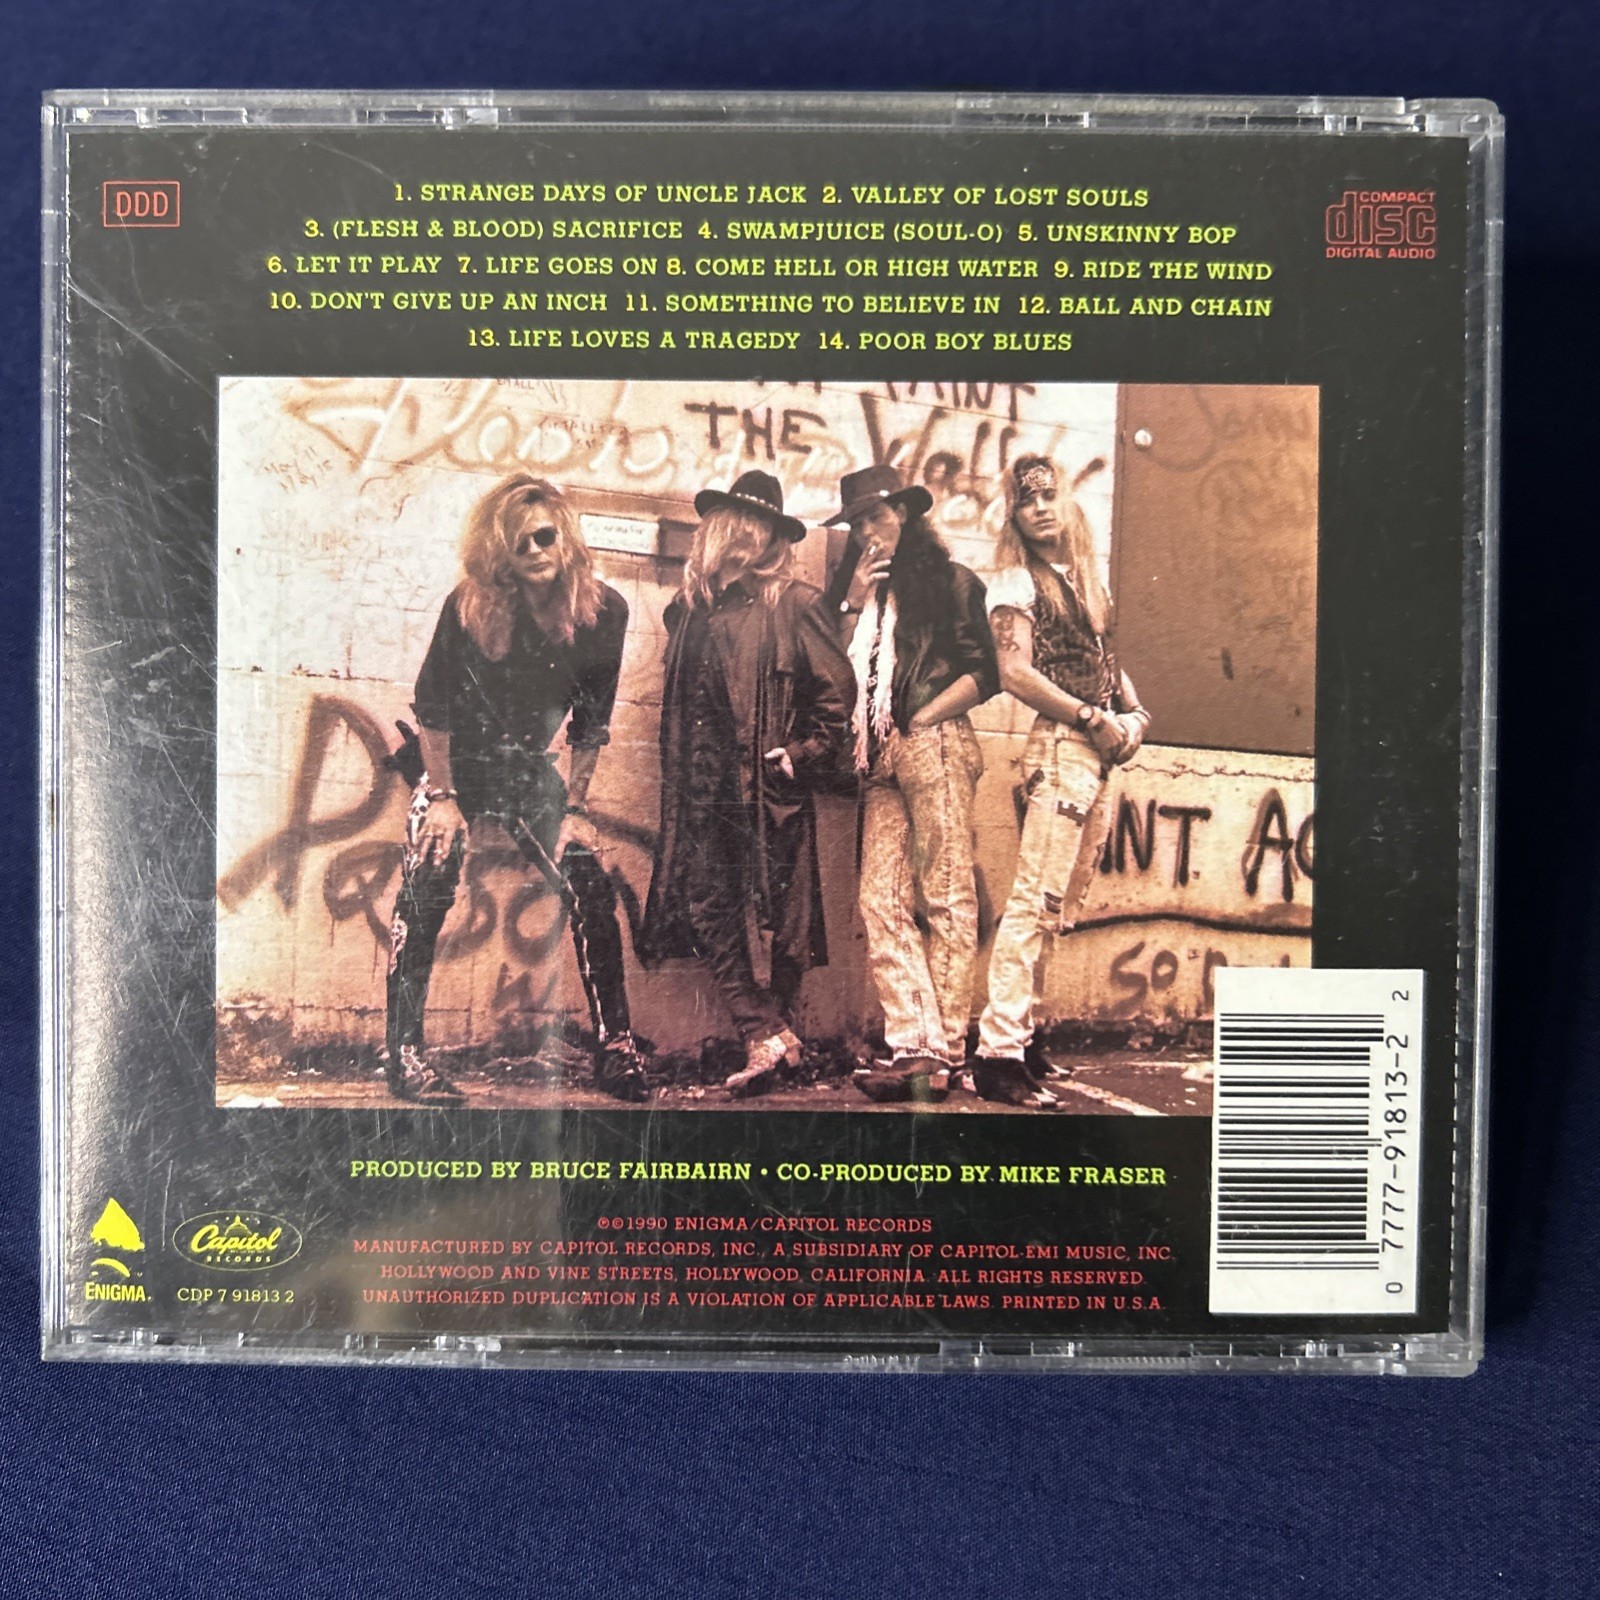 DDD
COMPACT
disc
DIGITAL AUDIO
1. STRANGE DAYS OF UNCLE JACK 2. VALLEY OF LOST SOULS
3. (FLESH & BLOOD) SACRIFICE 4. SWAMPJUICE (SOUL-O) 5. UNSKINNY BOP
6. LET IT PLAY 7. LIFE GOES ON 8. COME HELL OR HIGH WATER 9. RIDE THE WIND
10. DON'T GIVE UP AN INCH 11. SOMETHING TO BELIEVE IN 12. BALL AND CHAIN
13. LIFE LOVES A TRAGEDY 14. POOR BOY BLUES
THE Walls
PRODUCED BY BRUCE FAIRBAIRN • CO-PRODUCED BY MIKE FRASER
℗©1990 ENIGMA/CAPITOL RECORDS
MANUFACTURED BY CAPITOL RECORDS, INC., A SUBSIDIARY OF CAPITOL-EMI MUSIC, INC.
HOLLYWOOD AND VINE STREETS, HOLLYWOOD, CALIFORNIA. ALL RIGHTS RESERVED.
UNAUTHORIZED DUPLICATION IS A VIOLATION OF APPLICABLE LAWS. PRINTED IN U.S.A.
ENIGMA.
Capitol
RECORDS
CDP 7 91813 2
0 7777-91813-2 2